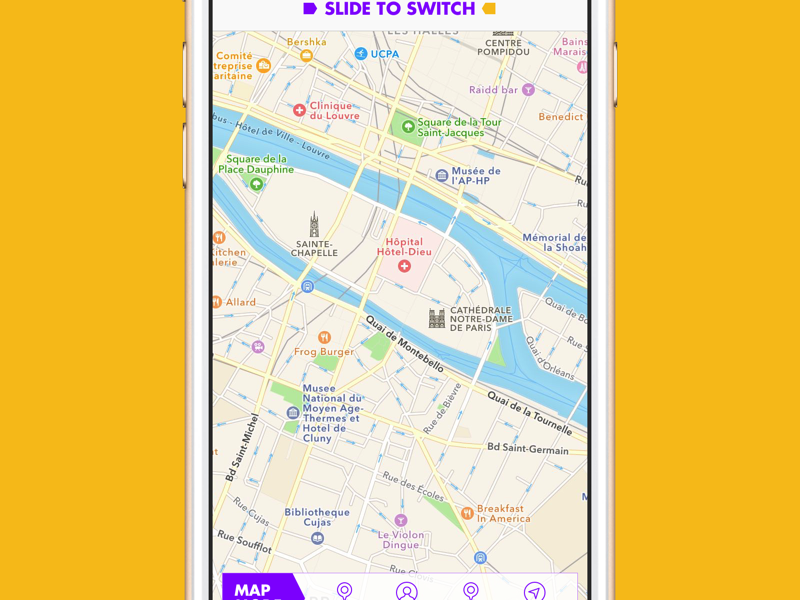 SLIDE TO SWITCH
LES HALLES
Bershka
UCPA
CENTRE
POMPIDOU
Bains
Marais
Comité
treprise
aritaine
Raidd bar
Clinique
du Louvre
Benedict
Square de la Tour
Saint-Jacques
bus - Hôtel de Ville - Louvre
Square de la
Place Dauphine
Musée de
l'AP-HP
Ru
SAINTE-
CHAPELLE
Hôpital
Hôtel-Dieu
Mémorial de
la Shoah
itchen
alerie
Allard
CATHÉDRALE
NOTRE-DAME
DE PARIS
Quai de Bo
Rue S
Quai d'Orléans
Quai de Montebello
Frog Burger
Musee
National du
Moyen Age-
Thermes et
Hotel de
Cluny
Rue de Bièvre
Quai de la Tournelle
Bd Saint-Michel
Bd Saint-Germain
Rue des Écoles
Rue Cujas
Bibliotheque
Cujas
Breakfast
In America
Le Violon
Dingue
Rue Soufflot
MAP